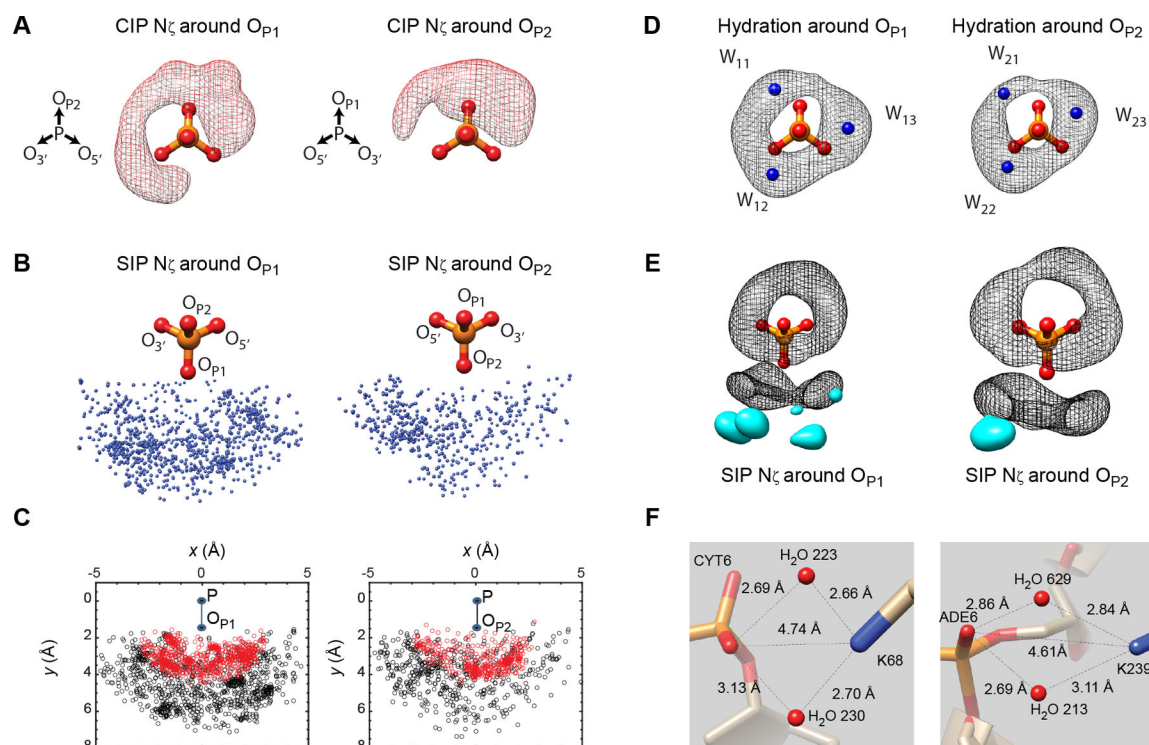 A
CIP Nζ around OP1
CIP Nζ around OP2
OP2
P
O3′
O5′
OP1
P
O5′
O3′
B
SIP Nζ around OP1
SIP Nζ around OP2
OP2
O3′
O5′
OP1
OP1
O5′
O3′
OP2
C
x (Å)
x (Å)
-5
0
5
-5
0
5
P
OP1
P
OP2
y (Å)
0
2
4
6
8
y (Å)
0
2
4
6
8
D
Hydration around OP1
Hydration around OP2
W11
W13
W12
W21
W23
W22
E
SIP Nζ around OP1
SIP Nζ around OP2
F
CYT6
H2O 223
2.69 Å
2.66 Å
4.74 Å
K68
3.13 Å
2.70 Å
H2O 230
H2O 629
2.86 Å
2.84 Å
ADE6
4.61Å
K239
2.69 Å
3.11 Å
H2O 213